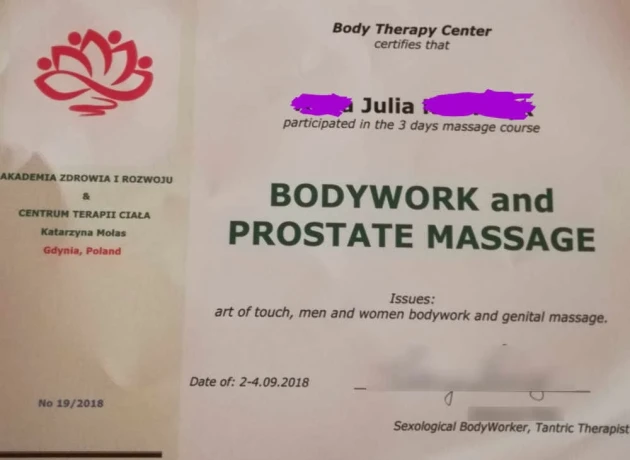 Body Therapy Center
certifies that
Julia
participated in the 3 days massage course
BODYWORK and
PROSTATE MASSAGE
Issues:
art of touch, men and women bodywork and genital massage.
Date of: 2-4.09.2018
Sexological BodyWorker, Tantric Therapist
AKADEMIA ZDROWIA I ROZWOJU
&
CENTRUM TERAPII CIAŁA
Katarzyna Molas
Gdynia, Poland
No 19/2018